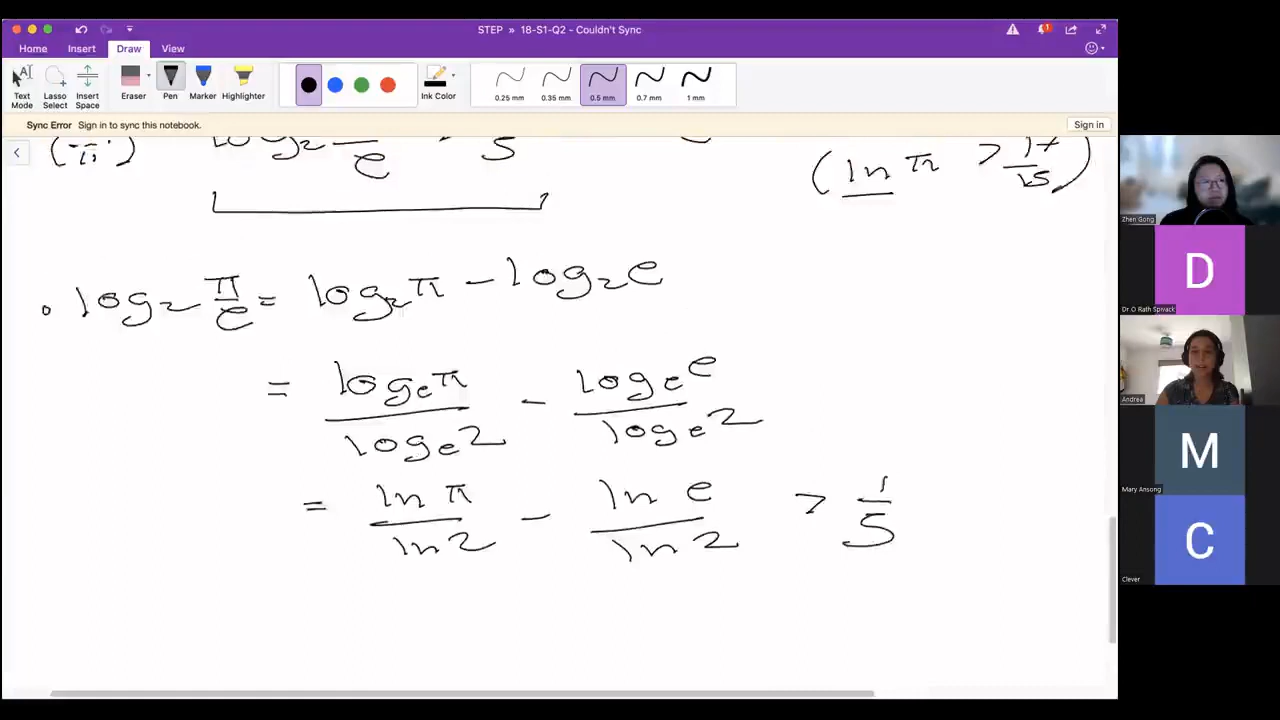 STEP » 18-S1-Q2 - Couldn't Sync
Home Insert Draw View
Text Mode
Lasso Select
Insert Space
Eraser
Pen
Marker
Highlighter
Ink Color
0.25 mm 0.35 mm 0.5 mm 0.7 mm 1 mm
Sync Error Sign in to sync this notebook. Sign in
(ln π > 17/15)
log₂ π/e = log₂ π - log₂ e
= logₑ π / logₑ 2 - logₑ e / logₑ 2
= ln π / ln 2 - ln e / ln 2 > 1/5
Zhen Gong
D
Dr O Rath Spivack
Andrea
M
Mary Ansong
C
Clever